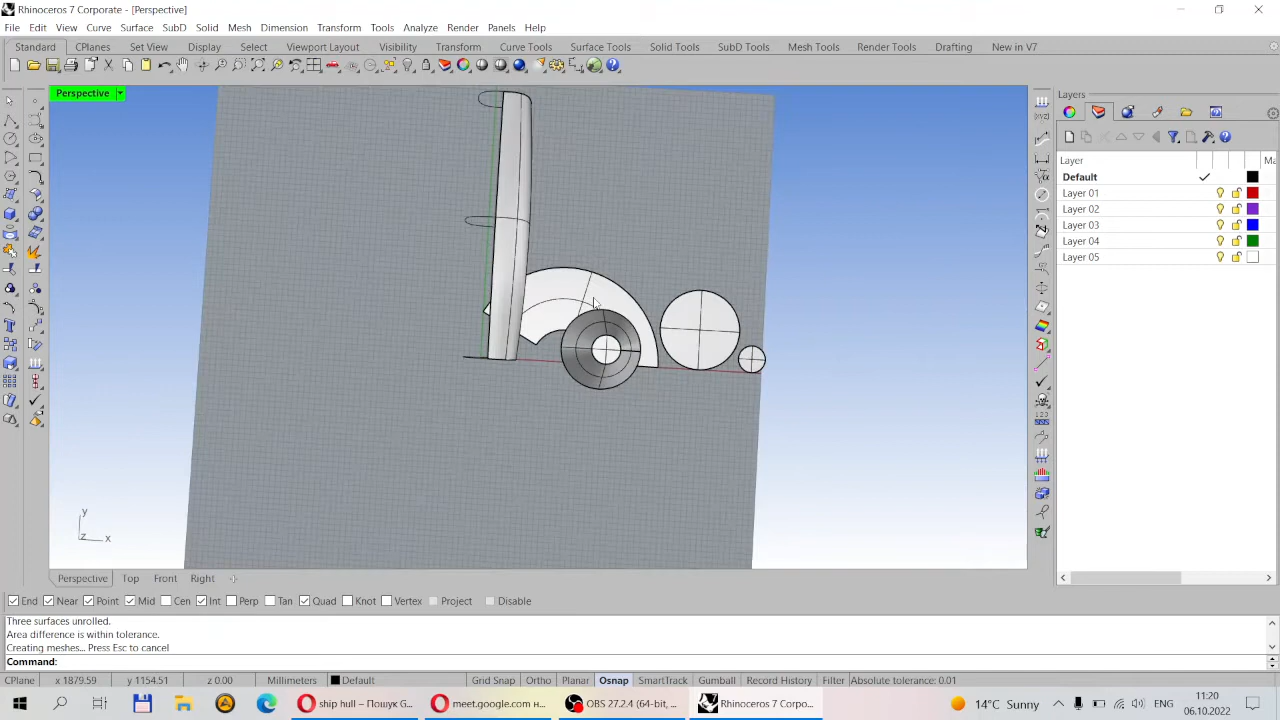 Rhinoceros 7 Corporate - [Perspective]
File Edit View Curve Surface SubD Solid Mesh Dimension Transform Tools Analyze Render Panels Help
Standard CPlanes Set View Display Select Viewport Layout Visibility Transform Curve Tools Surface Tools Solid Tools SubD Tools Mesh Tools Render Tools Drafting New in V7
Perspective
Layers
Layer Ma
Default
Layer 01
Layer 02
Layer 03
Layer 04
Layer 05
y
z x
Perspective Top Front Right
End Near Point Mid Cen Int Perp Tan Quad Knot Vertex Project Disable
Three surfaces unrolled.
Area difference is within tolerance.
Creating meshes... Press Esc to cancel
Command:
CPlane x 1879.59 y 1154.51 z 0.00 Millimeters Default Grid Snap Ortho Planar Osnap SmartTrack Gumball Record History Filter Absolute tolerance: 0.01
ship hull – Пошук G... meet.google.com н... OBS 27.2.4 (64-bit, ... Rhinoceros 7 Corpo... 14°C Sunny
11:20
06.10.2022